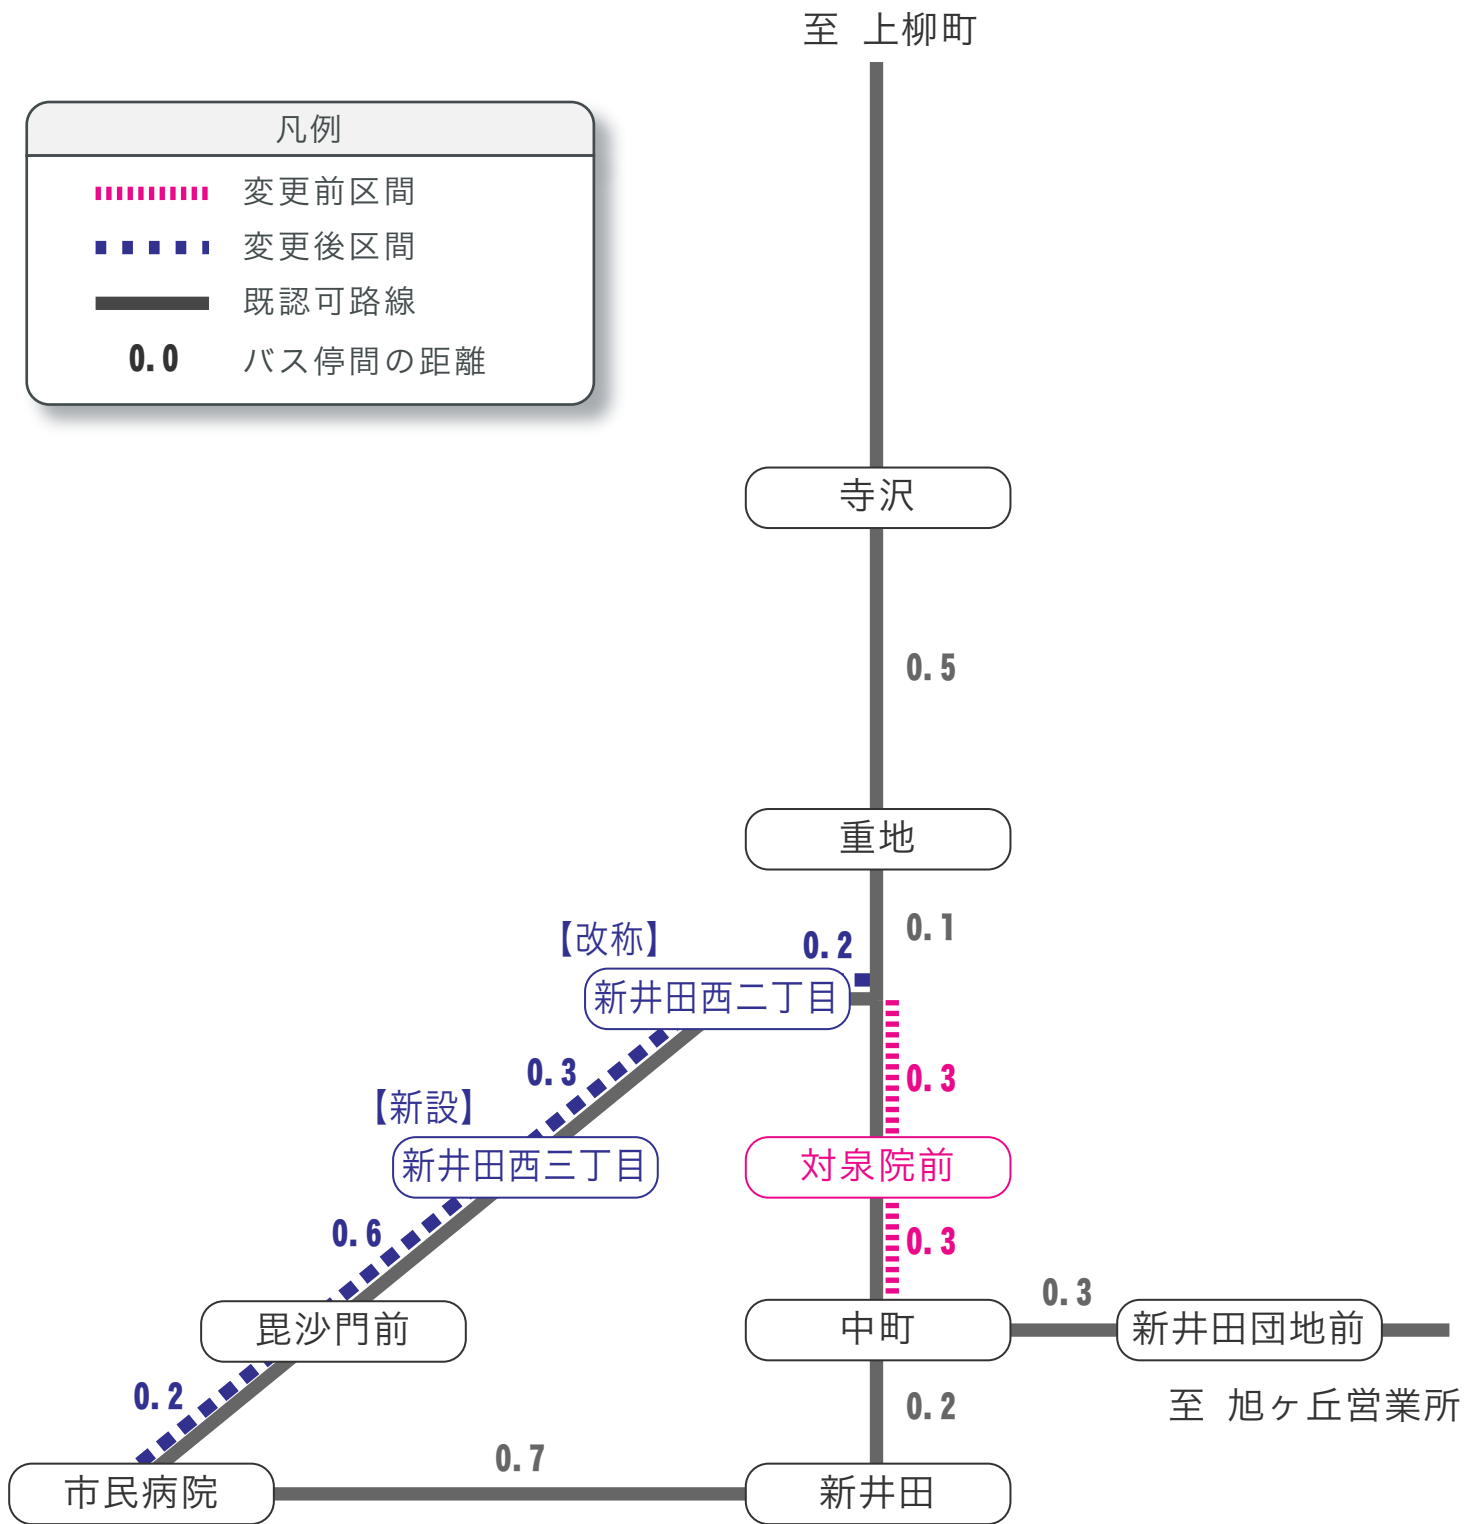 至 上柳町
凡例
変更前区間
変更後区間
既認可路線
0.0 バス停間の距離
寺沢
0.5
重地
0.1
【改称】
0.2
新井田西二丁目
0.3
0.3
【新設】
新井田西三丁目
対泉院前
0.6
0.3
0.3
毘沙門前
中町
新井田団地前
0.2
0.2
至 旭ヶ丘営業所
0.7
市民病院
新井田